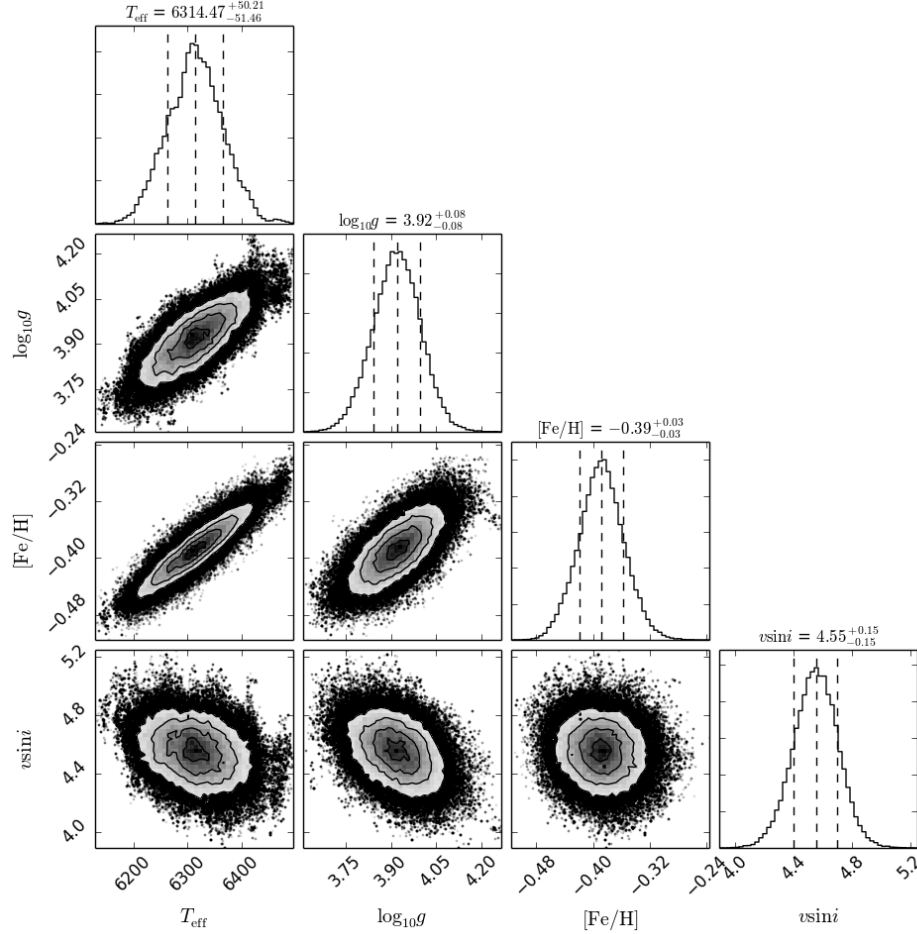 T_eff = 6314.47 +50.21 −51.46
log₁₀g = 3.92 +0.08 −0.08
4.20
4.05
3.90
3.75
log₁₀g
[Fe/H] = −0.39 +0.03 −0.03
−0.24
−0.32
−0.40
−0.48
[Fe/H]
vsini = 4.55 +0.15 −0.15
5.2
4.8
4.4
4.0
vsini
6200 6300 6400
3.75 3.90 4.05 4.20
−0.48 −0.40 −0.32 −0.24
4.0 4.4 4.8 5.2
T_eff log₁₀g [Fe/H] vsini